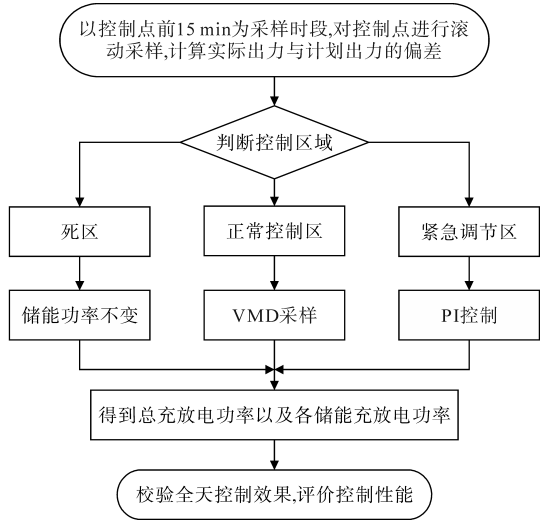 以控制点前15 min为采样时段,对控制点进行滚
动采样,计算实际出力与计划出力的偏差
判断控制区域
死区
正常控制区
紧急调节区
储能功率不变
VMD采样
PI控制
得到总充放电功率以及各储能充放电功率
校验全天控制效果,评价控制性能